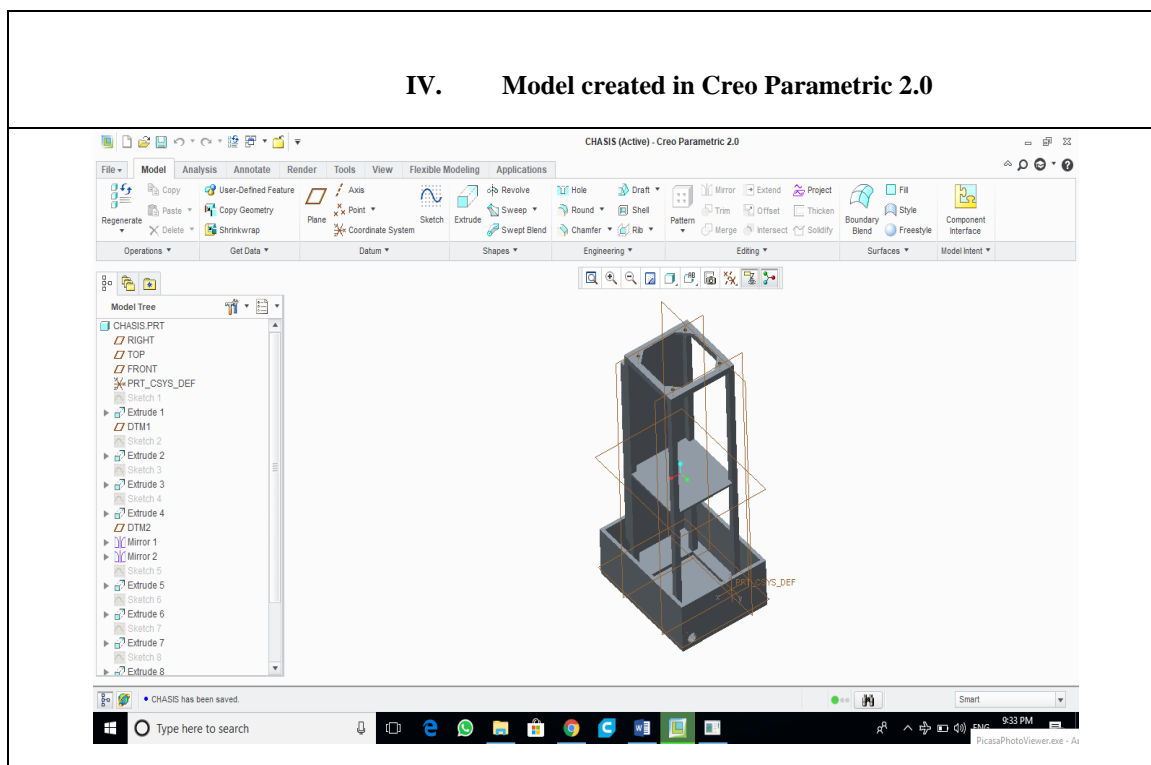 IV. Model created in Creo Parametric 2.0
CHASIS (Active) - Creo Parametric 2.0
File Model Analysis Annotate Render Tools View Flexible Modeling Applications
Regenerate
Copy
Paste
Delete
User-Defined Feature
Copy Geometry
Shrinkwrap
Plane
Axis
Point
Coordinate System
Sketch
Extrude
Revolve
Sweep
Swept Blend
Hole
Round
Chamfer
Draft
Shell
Rib
Pattern
Mirror
Trim
Merge
Extend
Offset
Intersect
Project
Thicken
Solidify
Boundary
Blend
Fill
Style
Freestyle
Component
Interface
Operations Get Data Datum Shapes Engineering Editing Surfaces Model Intent
Model Tree
CHASIS.PRT
RIGHT
TOP
FRONT
PRT_CSYS_DEF
Sketch 1
Extrude 1
DTM1
Sketch 2
Extrude 2
Sketch 3
Extrude 3
Sketch 4
Extrude 4
DTM2
Mirror 1
Mirror 2
Sketch 5
Extrude 5
Sketch 6
Extrude 6
Sketch 7
Extrude 7
Sketch 8
Extrude 8
PRT_CSYS_DEF
• CHASIS has been saved.
Smart
Type here to search
ENG
9:33 PM
PicasaPhotoViewer.exe -